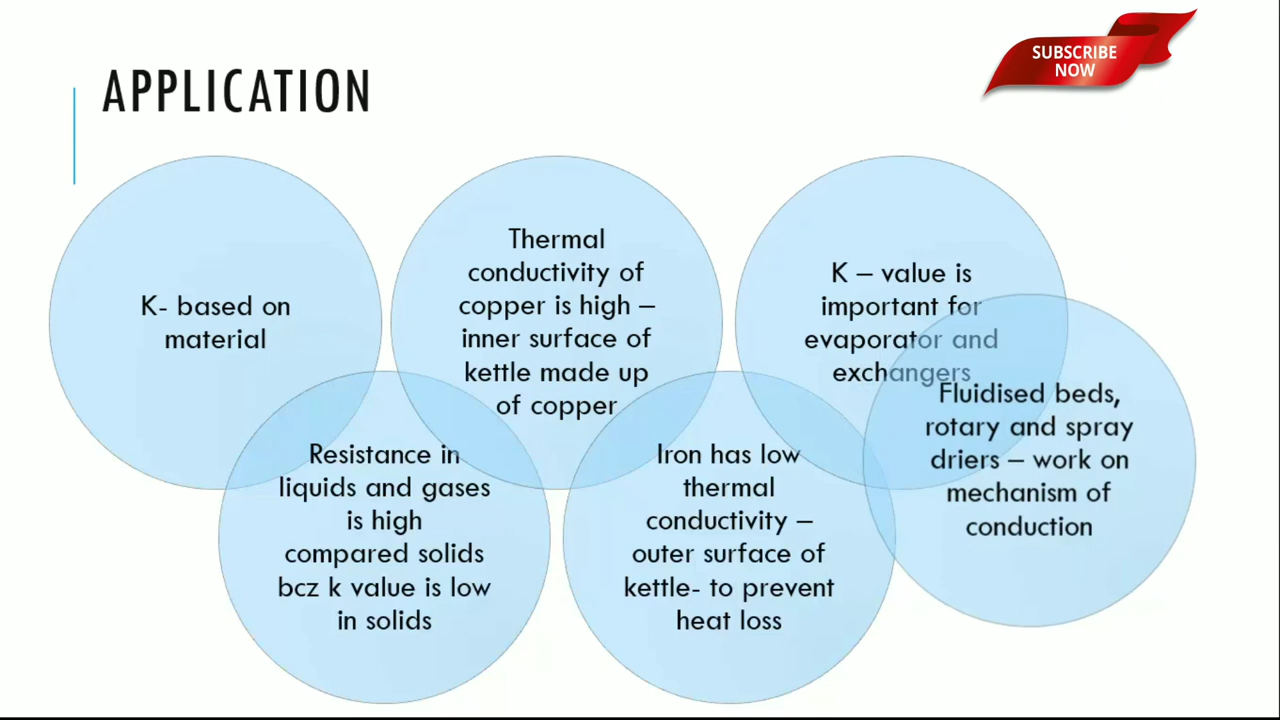 SUBSCRIBE
NOW
APPLICATION
K- based on
material
Resistance in
liquids and gases
is high
compared solids
bcz k value is low
in solids
Thermal
conductivity of
copper is high –
inner surface of
kettle made up
of copper
Iron has low
thermal
conductivity –
outer surface of
kettle- to prevent
heat loss
K – value is
important for
evaporator and
exchangers
Fluidised beds,
rotary and spray
driers – work on
mechanism of
conduction